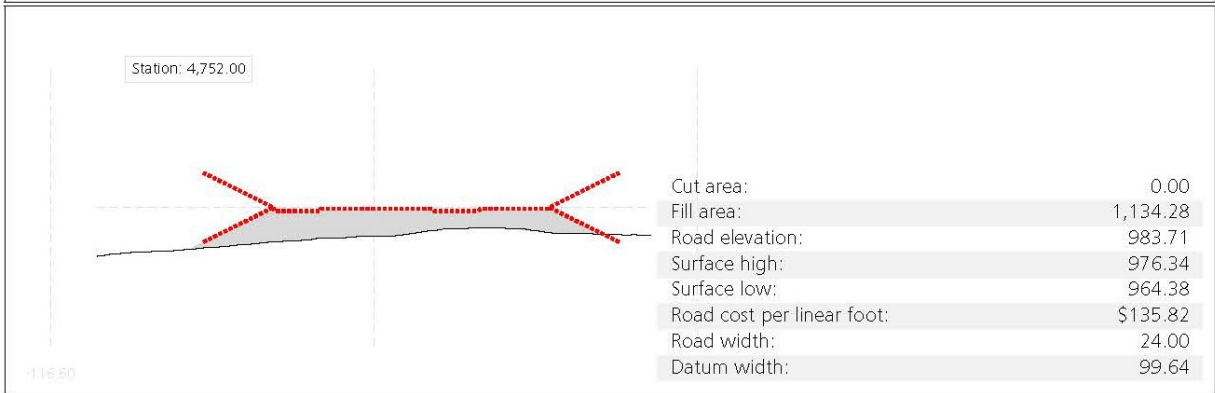 Station: 4,752.00
Cut area: 0.00
Fill area: 1,134.28
Road elevation: 983.71
Surface high: 976.34
Surface low: 964.38
Road cost per linear foot: $135.82
Road width: 24.00
Datum width: 99.64
-116.60